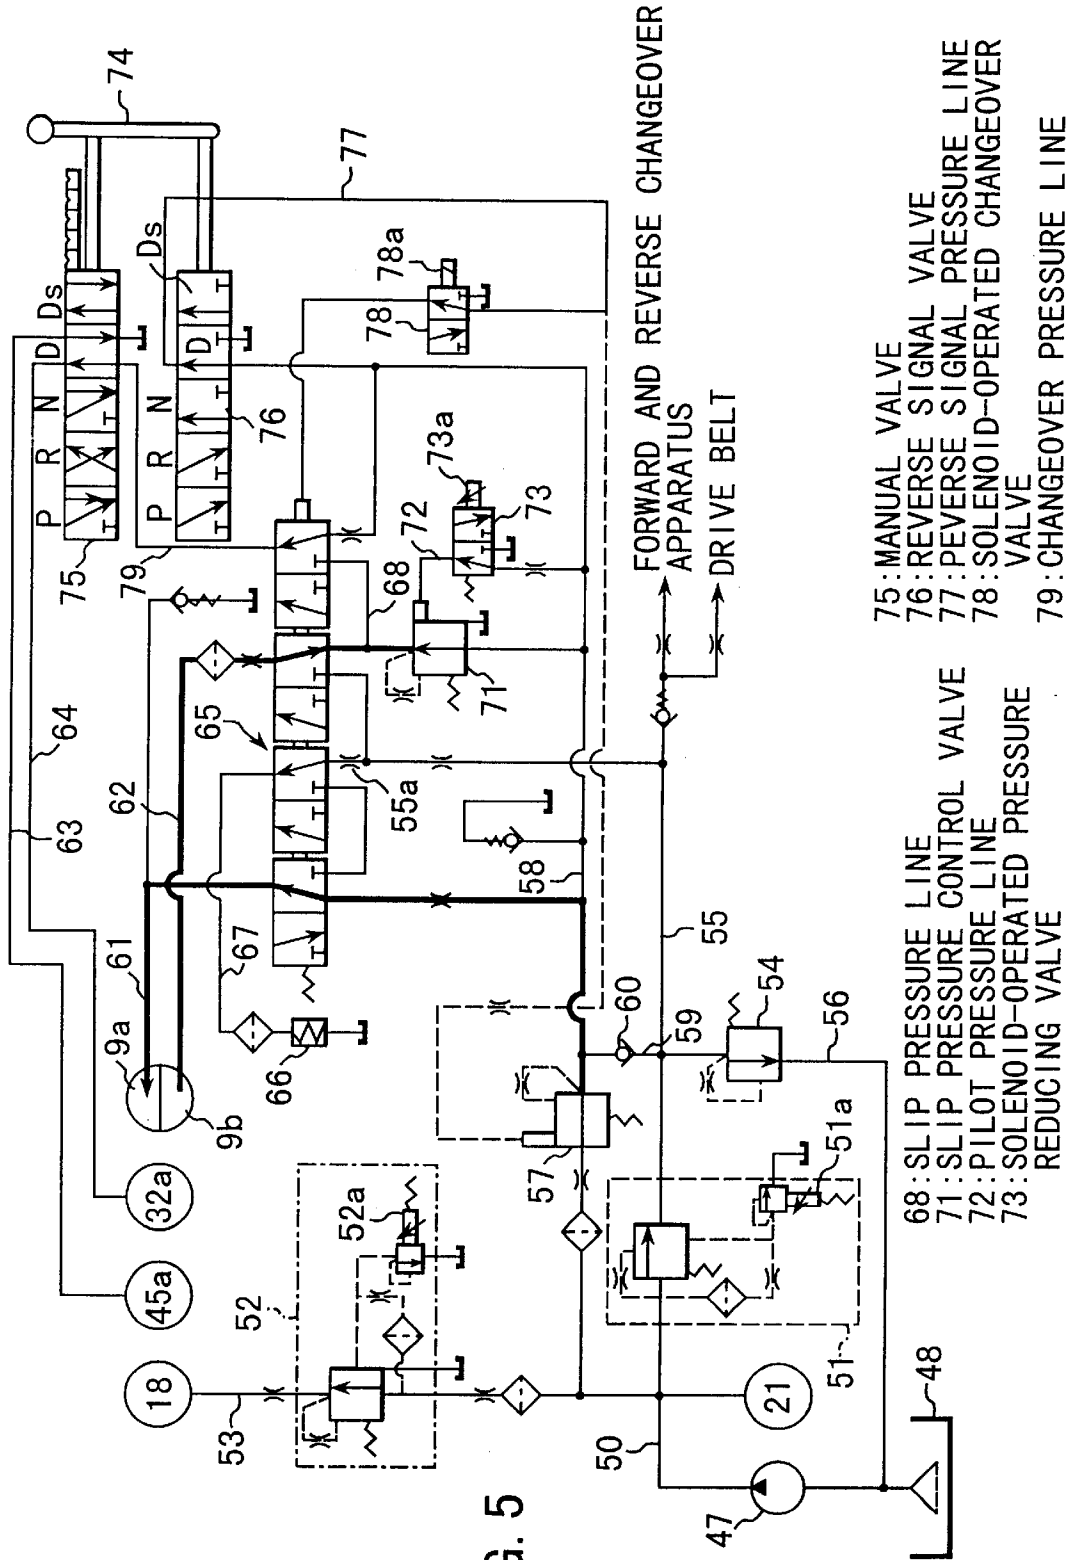 74
77
Ds
Ds
D
D
N
N
R
R
P
P
75
76
79
78a
78
73a
73
72
68
71
65
64
63
62
61
67
66
55a
58
9a
9b
32a
45a
18
53
52
52a
57
60
59
55
54
56
51a
51
50
21
47
48
FORWARD AND REVERSE CHANGEOVER
APPARATUS
DRIVE BELT
G. 5
68:SLIP PRESSURE LINE
71:SLIP PRESSURE CONTROL VALVE
72:PILOT PRESSURE LINE
73:SOLENOID-OPERATED PRESSURE
REDUCING VALVE
75:MANUAL VALVE
76:REVERSE SIGNAL VALVE
77:PEVERSE SIGNAL PRESSURE LINE
78:SOLENOID-OPERATED CHANGEOVER
VALVE
79:CHANGEOVER PRESSURE LINE